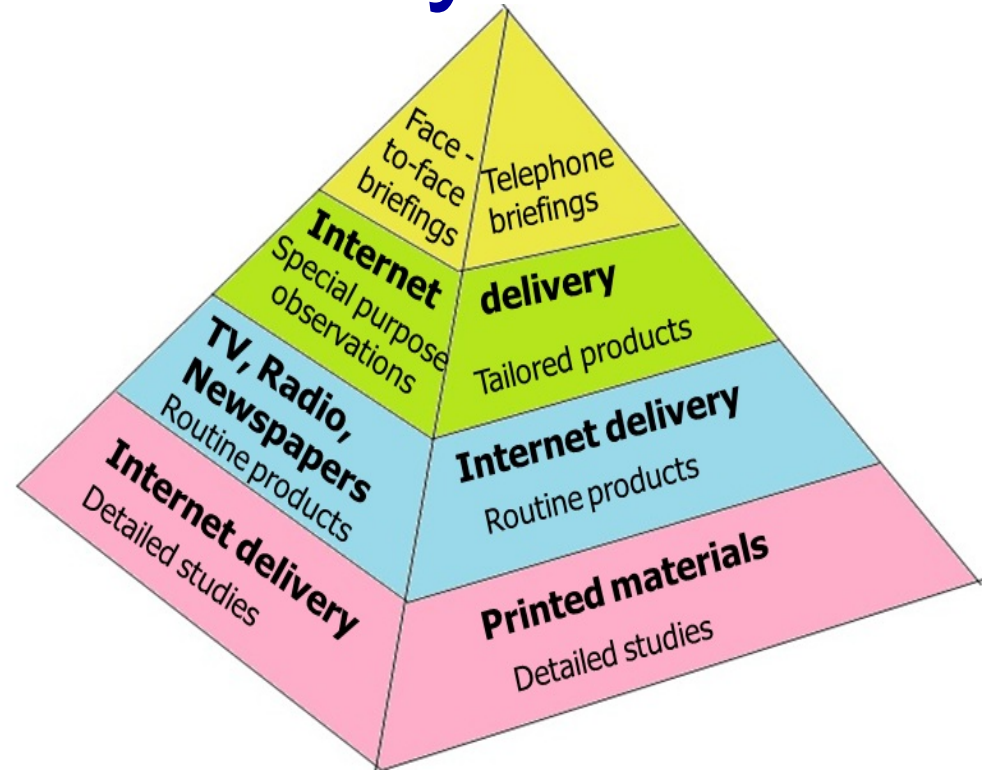 Face -
to-face
briefings
Telephone
briefings
Internet
Special purpose
observations
delivery
Tailored products
TV, Radio,
Newspapers
Routine products
Internet delivery
Routine products
Internet delivery
Detailed studies
Printed materials
Detailed studies